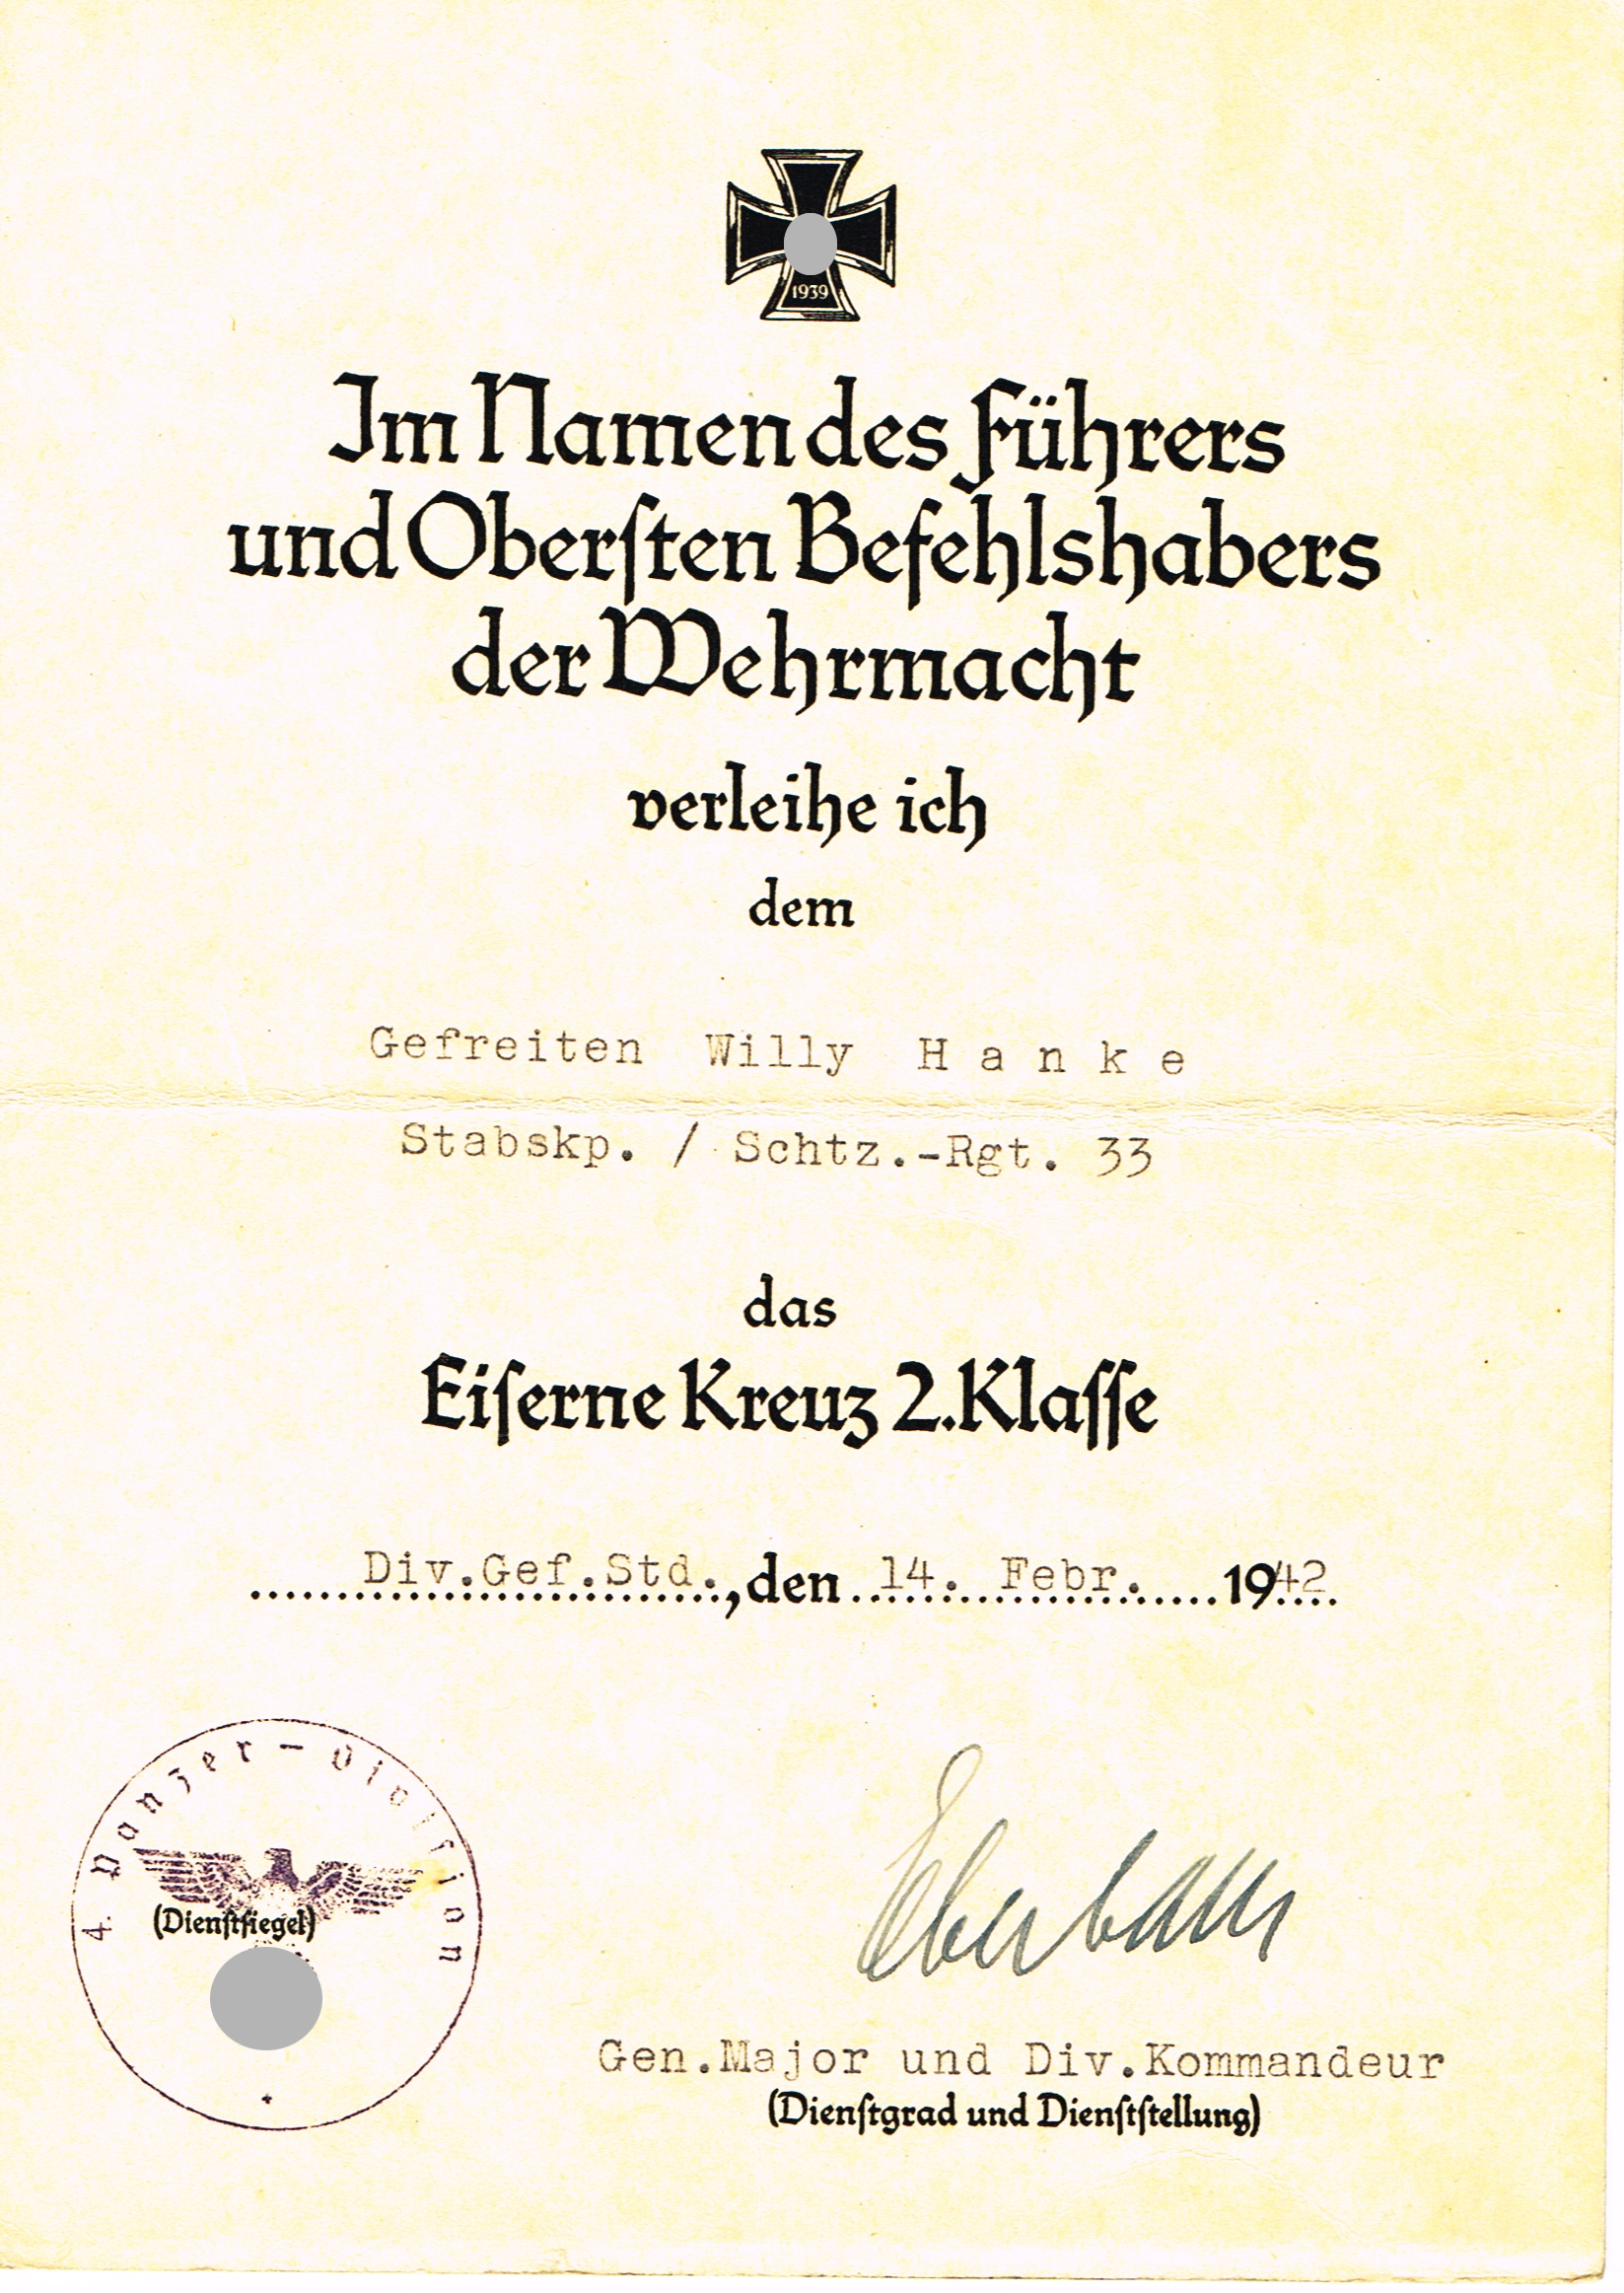 1939
Im Namen des Führers
und Oberſten Befehlshabers
der Wehrmacht
verleihe ich
dem
Gefreiten Willy Hanke
Stabskp. / Schtz.-Rgt. 33
das
Eiſerne Kreuz 2. Klaſſe
Div.Gef.Std., den 14. Febr. 1942
4. Panzer-Diviſion
(Dienſtſiegel)
Eberbach
Gen.Major und Div.Kommandeur
(Dienſtgrad und Dienſtſtellung)